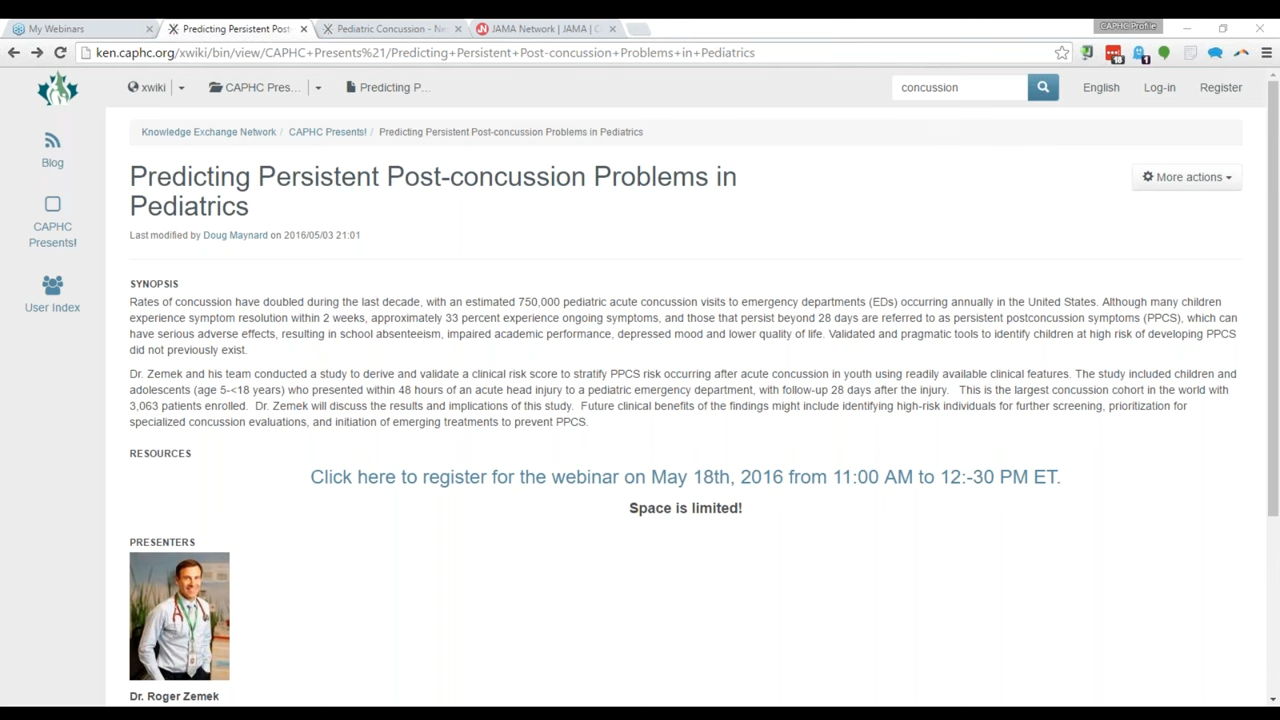 My Webinars
Predicting Persistent Post-
Pediatric Concussion - Ne
JAMA Network | JAMA | C
CAPHC Profile
ken.caphc.org/xwiki/bin/view/CAPHC+Presents%21/Predicting+Persistent+Post-concussion+Problems+in+Pediatrics
xwiki
CAPHC Pres...
Predicting P...
concussion
English
Log-in
Register
Blog
CAPHC
Presents!
User Index
Knowledge Exchange Network / CAPHC Presents! / Predicting Persistent Post-concussion Problems in Pediatrics
Predicting Persistent Post-concussion Problems in
Pediatrics
More actions
Last modified by Doug Maynard on 2016/05/03 21:01
SYNOPSIS
Rates of concussion have doubled during the last decade, with an estimated 750,000 pediatric acute concussion visits to emergency departments (EDs) occurring annually in the United States. Although many children
experience symptom resolution within 2 weeks, approximately 33 percent experience ongoing symptoms, and those that persist beyond 28 days are referred to as persistent postconcussion symptoms (PPCS), which can
have serious adverse effects, resulting in school absenteeism, impaired academic performance, depressed mood and lower quality of life. Validated and pragmatic tools to identify children at high risk of developing PPCS
did not previously exist.
Dr. Zemek and his team conducted a study to derive and validate a clinical risk score to stratify PPCS risk occurring after acute concussion in youth using readily available clinical features. The study included children and
adolescents (age 5-<18 years) who presented within 48 hours of an acute head injury to a pediatric emergency department, with follow-up 28 days after the injury. This is the largest concussion cohort in the world with
3,063 patients enrolled. Dr. Zemek will discuss the results and implications of this study. Future clinical benefits of the findings might include identifying high-risk individuals for further screening, prioritization for
specialized concussion evaluations, and initiation of emerging treatments to prevent PPCS.
RESOURCES
Click here to register for the webinar on May 18th, 2016 from 11:00 AM to 12:-30 PM ET.
Space is limited!
PRESENTERS
Dr. Roger Zemek